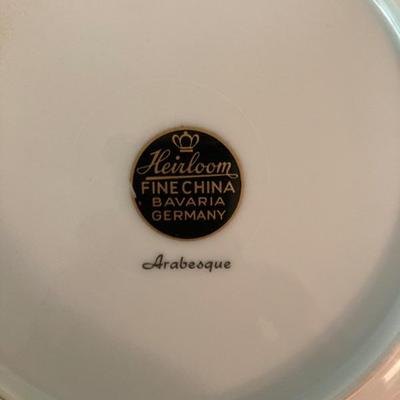 Heirloom
FINE CHINA
BAVARIA
GERMANY
Arabesque